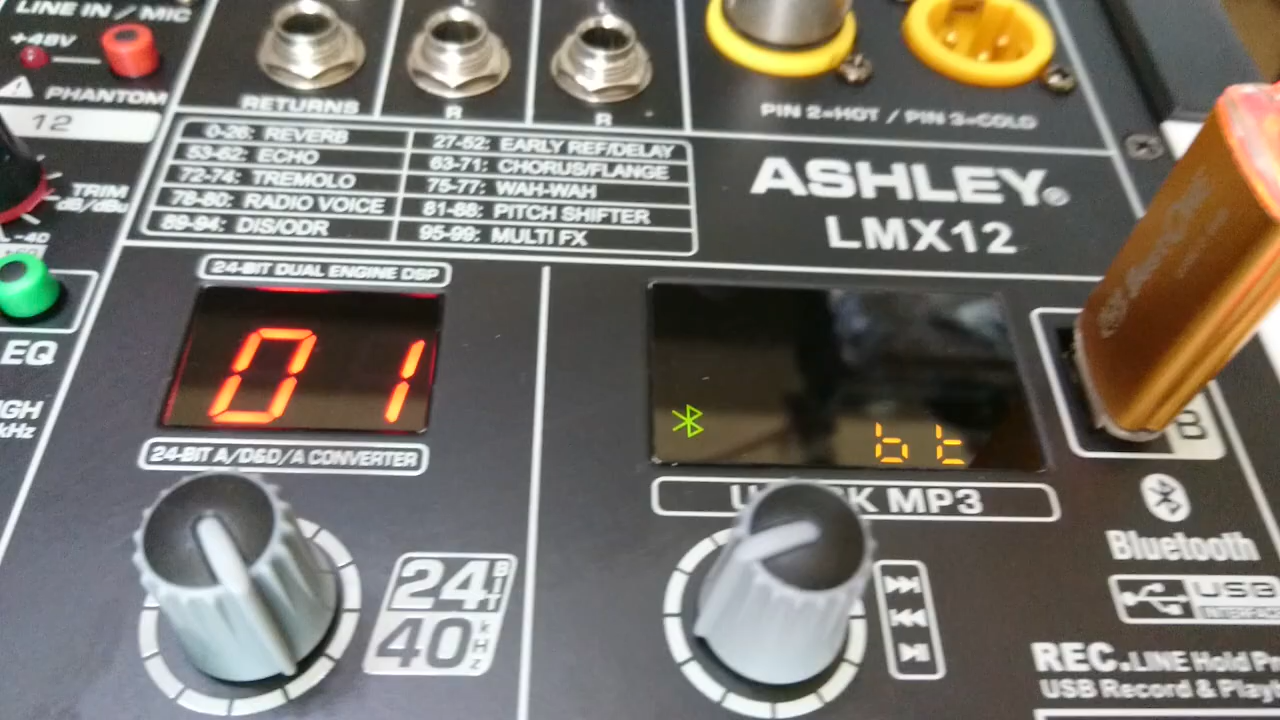 LINE IN / MIC
+48V
PHANTOM
12
TRIM
dB/dBu
-40
EQ
kHz
RETURNS
R
R
PIN 2=HOT / PIN 3=COLD
0-26: REVERB
27-52: EARLY REF/DELAY
53-62: ECHO
63-71: CHORUS/FLANGE
72-74: TREMOLO
75-77: WAH-WAH
78-80: RADIO VOICE
81-88: PITCH SHIFTER
89-94: DIS/ODR
95-99: MULTI FX
ASHLEY®
LMX12
24-BIT DUAL ENGINE DSP
01
24-BIT A/D&D/A CONVERTER
24 BIT
40 kHz
bt
MP3
B
Bluetooth
USB
REC. LINE Hold
USB Record &